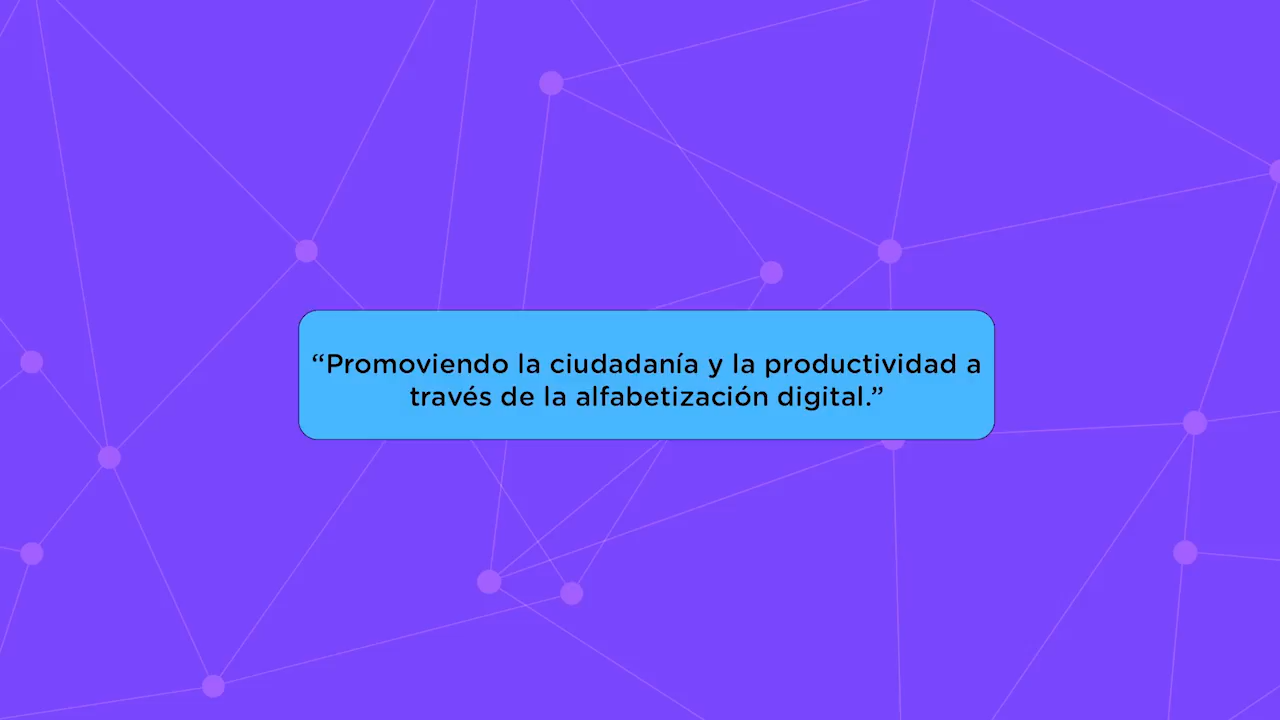 “Promoviendo la ciudadanía y la productividad a
través de la alfabetización digital.”